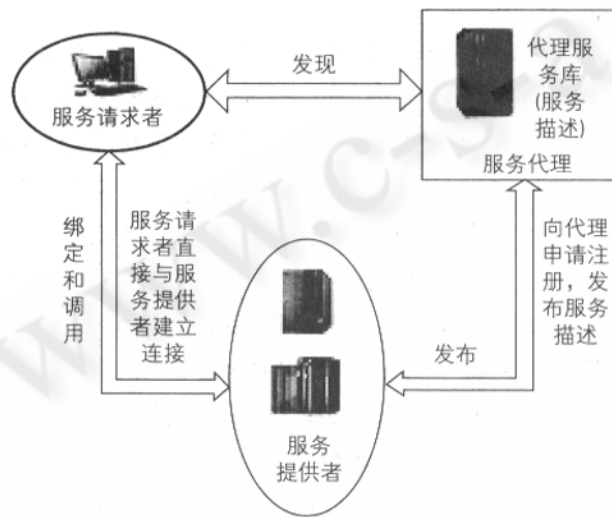 发现
服务请求者
代理服
务库
(服务
描述)
服务代理
绑定
和调
用
服务请
求者直
接与服
务提供
者建立
连接
向代理
申请注
册，发
布服务
描述
发布
服务
提供者
www.c-s-a